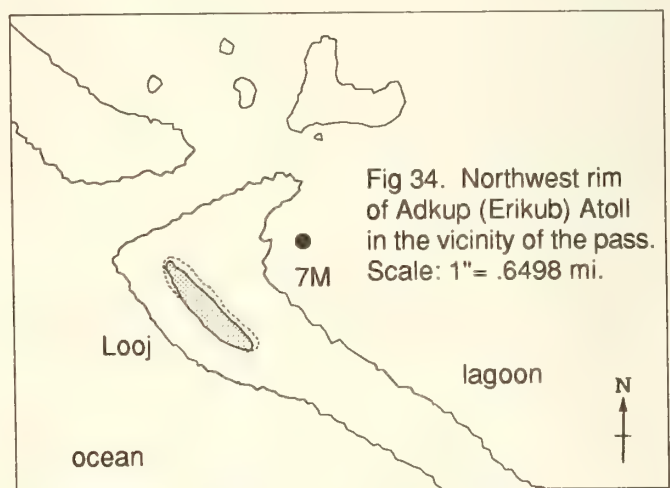 Fig 34. Northwest rim
of Adkup (Erikub) Atoll
in the vicinity of the pass.
Scale: 1"= .6498 mi.
7M
Looj
lagoon
N
ocean